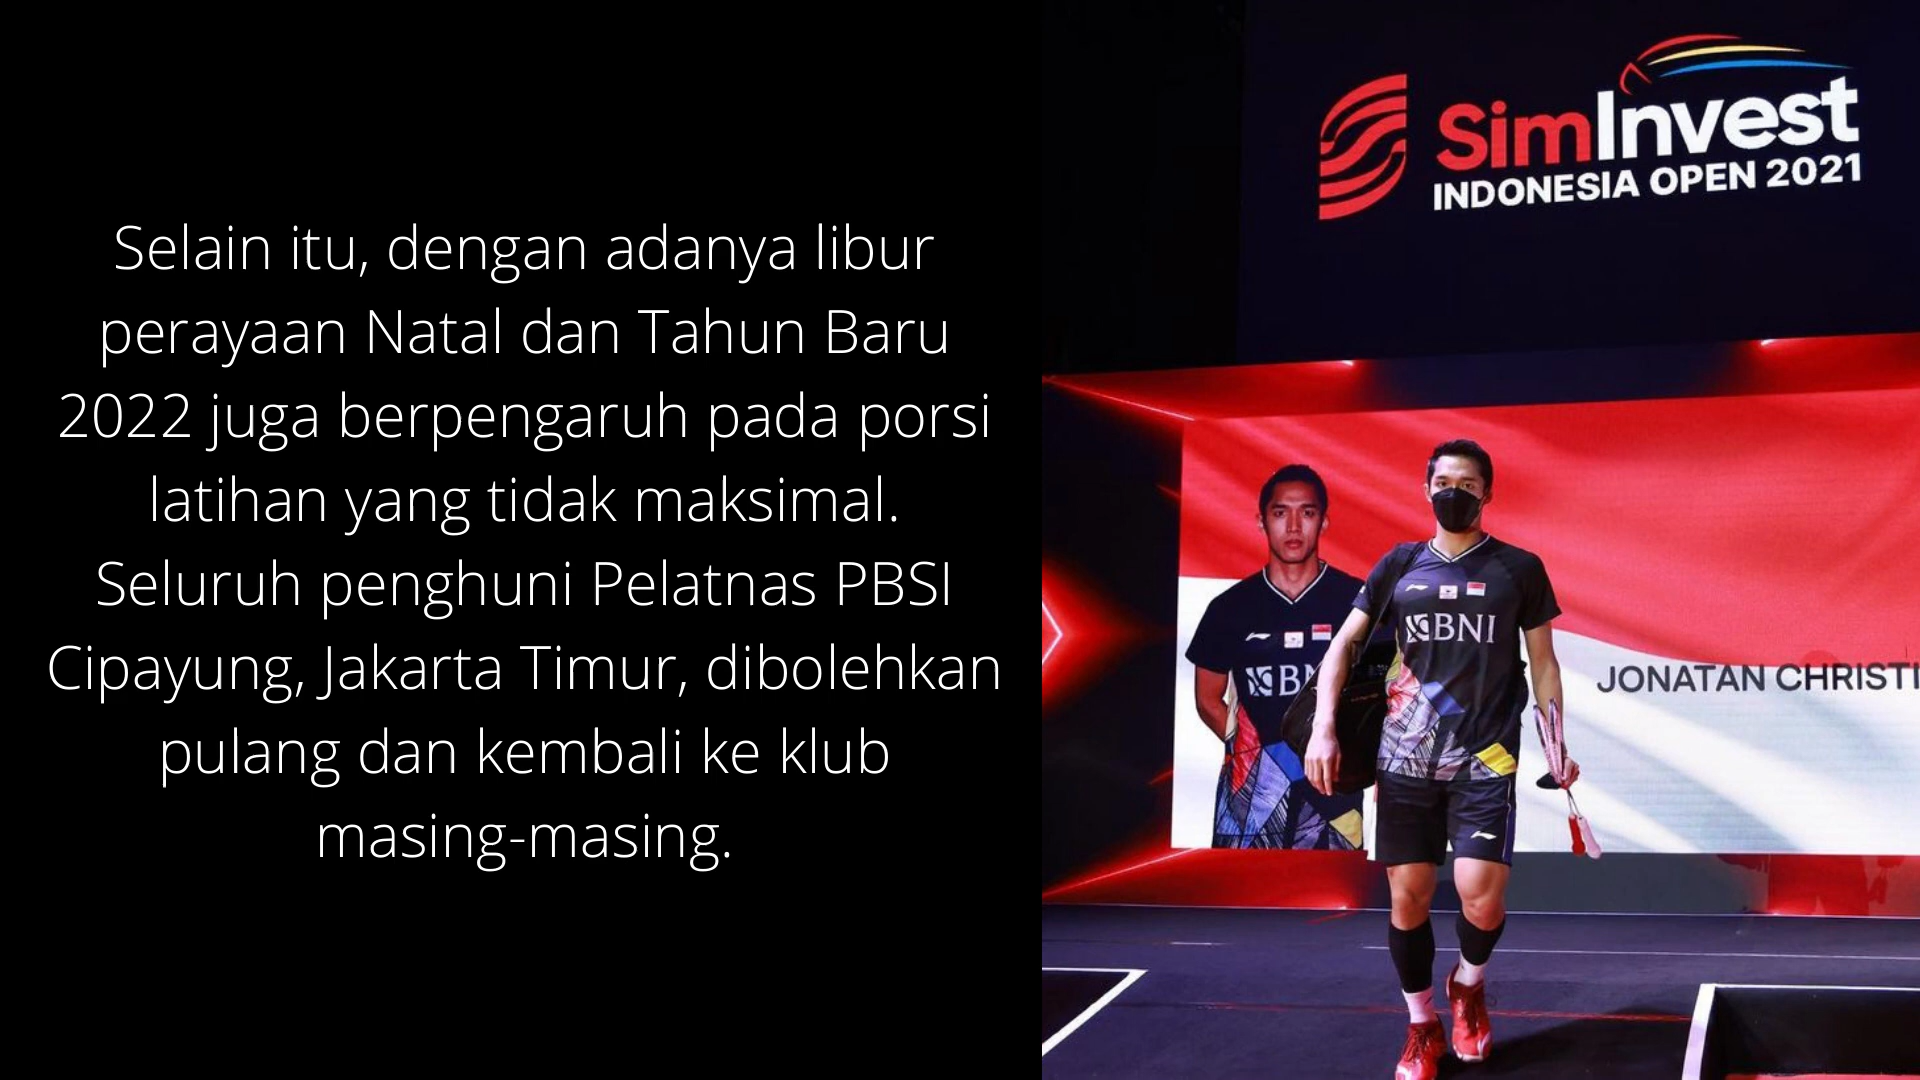 Selain itu, dengan adanya libur
perayaan Natal dan Tahun Baru
2022 juga berpengaruh pada porsi
latihan yang tidak maksimal.
Seluruh penghuni Pelatnas PBSI
Cipayung, Jakarta Timur, dibolehkan
pulang dan kembali ke klub
masing-masing.
SimInvest
INDONESIA OPEN 2021
BNI
BN
JONATAN CHRISTI